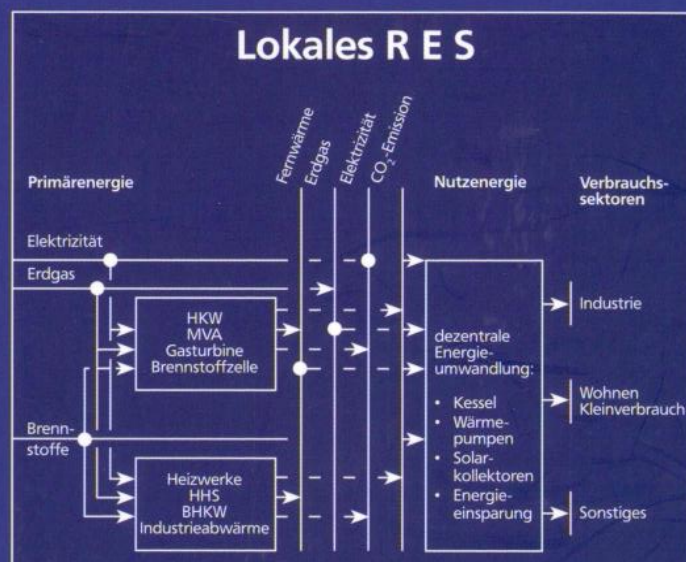 Lokales R E S
Primärenergie
Fernwärme
Erdgas
Elektrizität
CO₂-Emission
Nutzenergie
Verbrauchs-
sektoren
Elektrizität
Erdgas
HKW
MVA
Gasturbine
Brennstoffzelle
Brenn-
stoffe
Heizwerke
HHS
BHKW
Industrieabwärme
dezentrale
Energie-
umwandlung:
• Kessel
• Wärme-
pumpen
• Solar-
kollektoren
• Energie-
einsparung
Industrie
Wohnen
Kleinverbrauch
Sonstiges